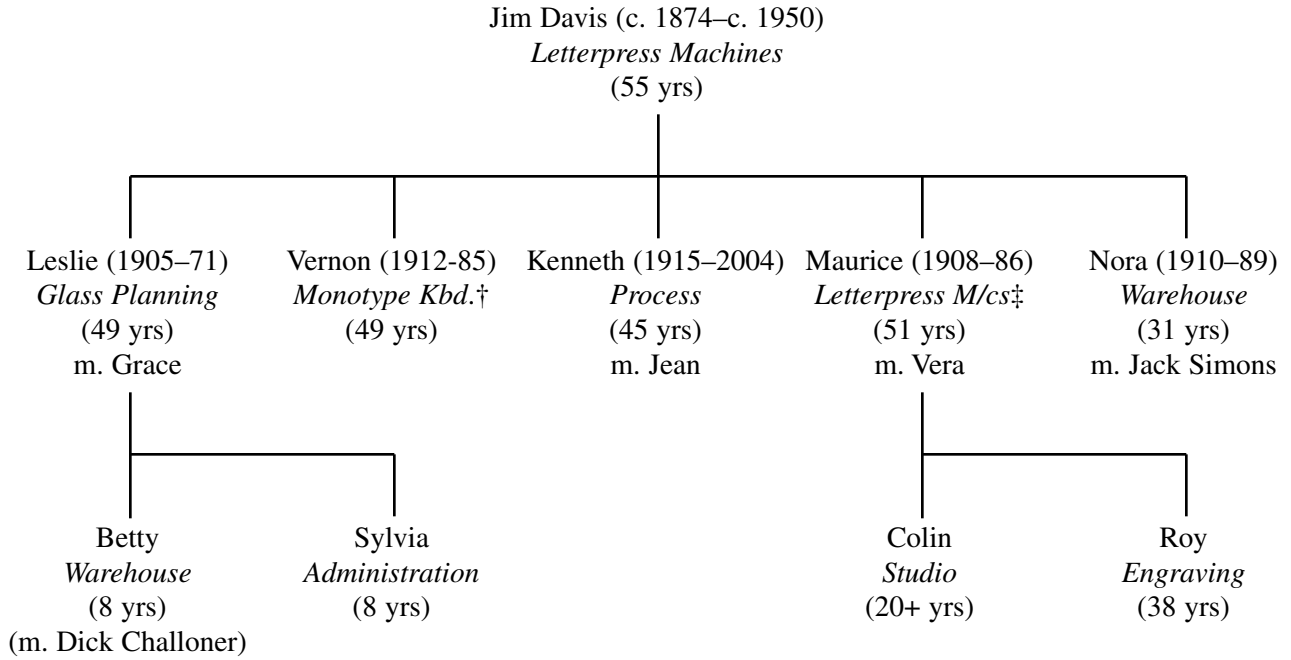 Jim Davis (c. 1874–c. 1950)
Letterpress Machines
(55 yrs)
Leslie (1905–71)
Glass Planning
(49 yrs)
m. Grace
Vernon (1912-85)
Monotype Kbd.†
(49 yrs)
Kenneth (1915–2004)
Process
(45 yrs)
m. Jean
Maurice (1908–86)
Letterpress M/cs‡
(51 yrs)
m. Vera
Nora (1910–89)
Warehouse
(31 yrs)
m. Jack Simons
Betty
Warehouse
(8 yrs)
(m. Dick Challoner)
Sylvia
Administration
(8 yrs)
Colin
Studio
(20+ yrs)
Roy
Engraving
(38 yrs)